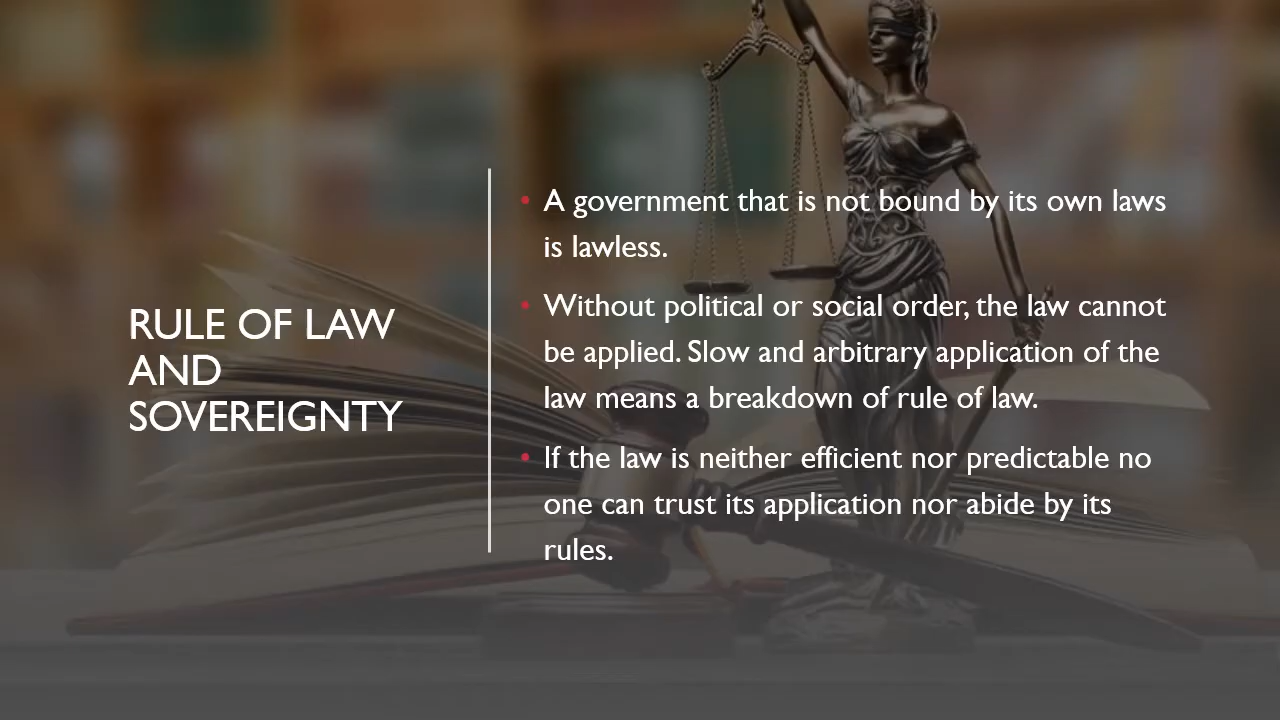 RULE OF LAW
AND
SOVEREIGNTY
• A government that is not bound by its own laws
is lawless.
• Without political or social order, the law cannot
be applied. Slow and arbitrary application of the
law means a breakdown of rule of law.
• If the law is neither efficient nor predictable no
one can trust its application nor abide by its
rules.